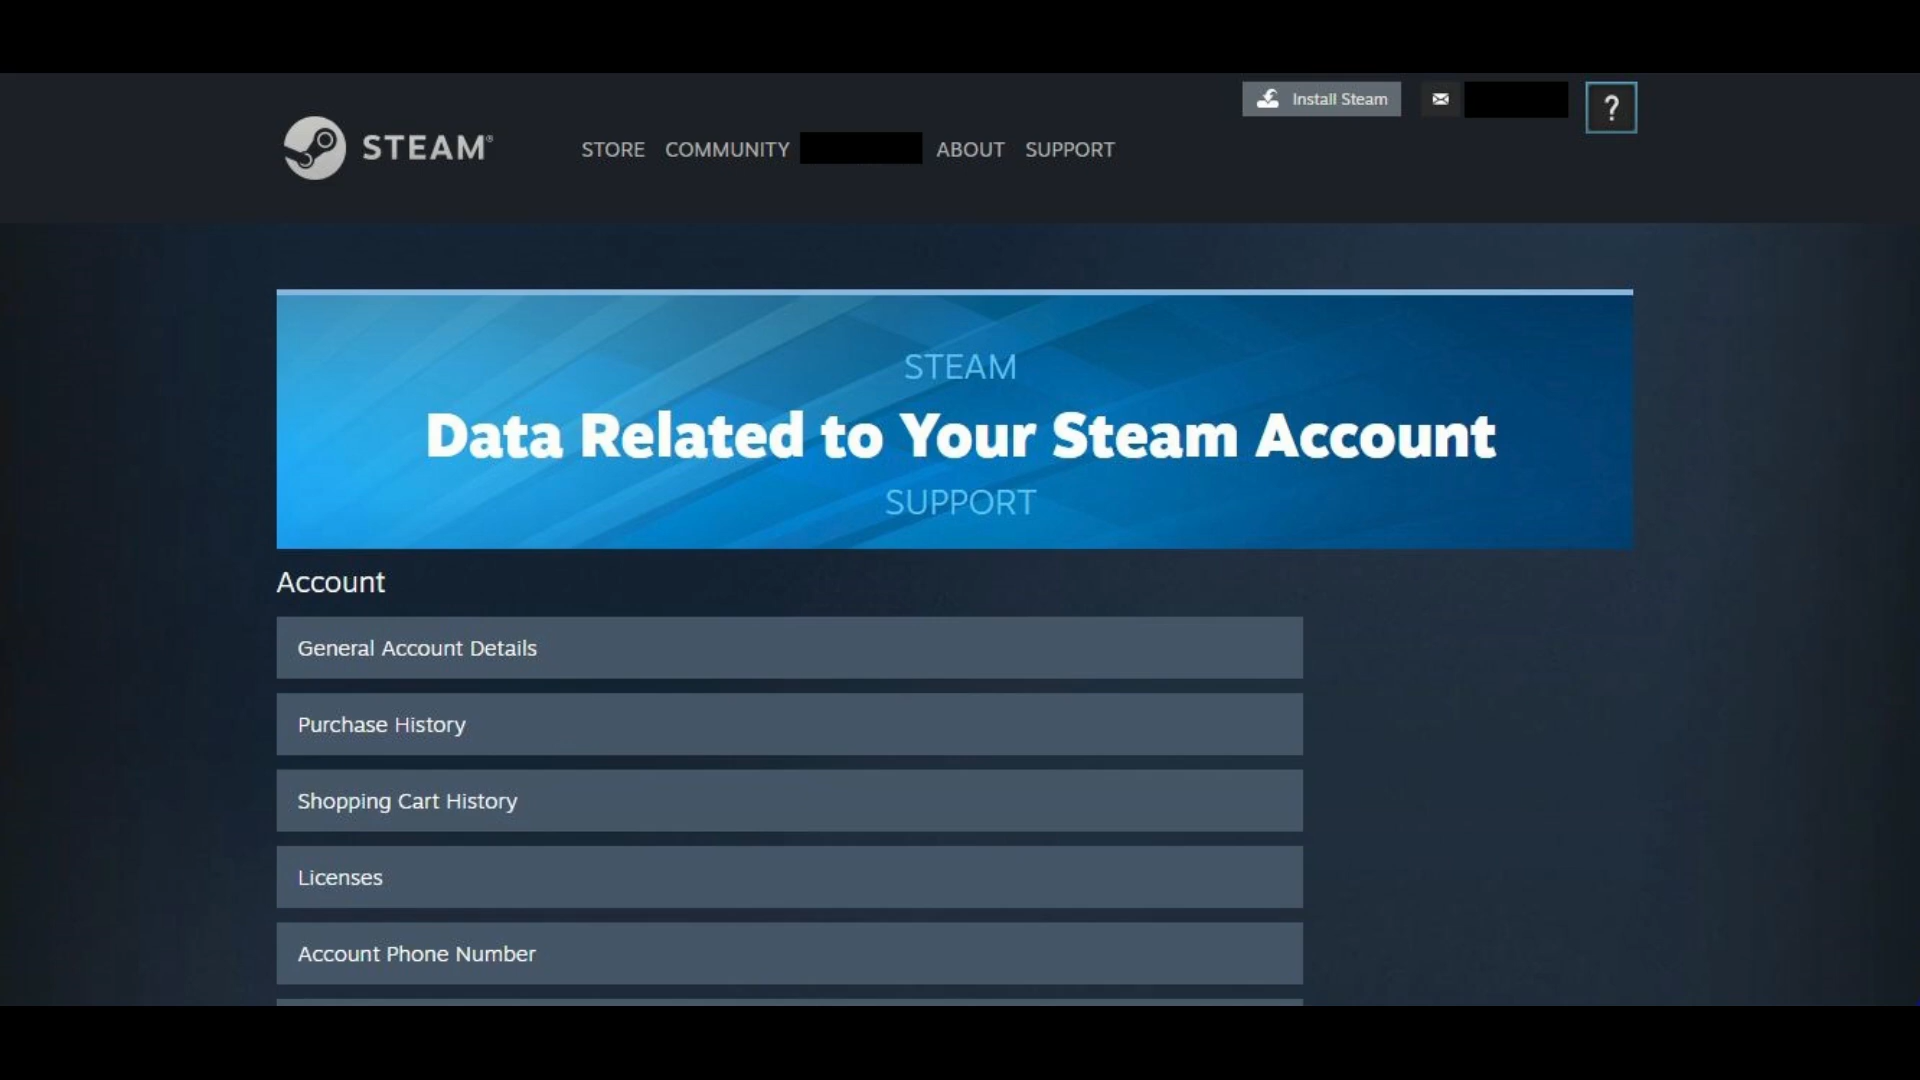 Install Steam
?
STEAM®
STORE COMMUNITY ABOUT SUPPORT
STEAM
Data Related to Your Steam Account
SUPPORT
Account
General Account Details
Purchase History
Shopping Cart History
Licenses
Account Phone Number